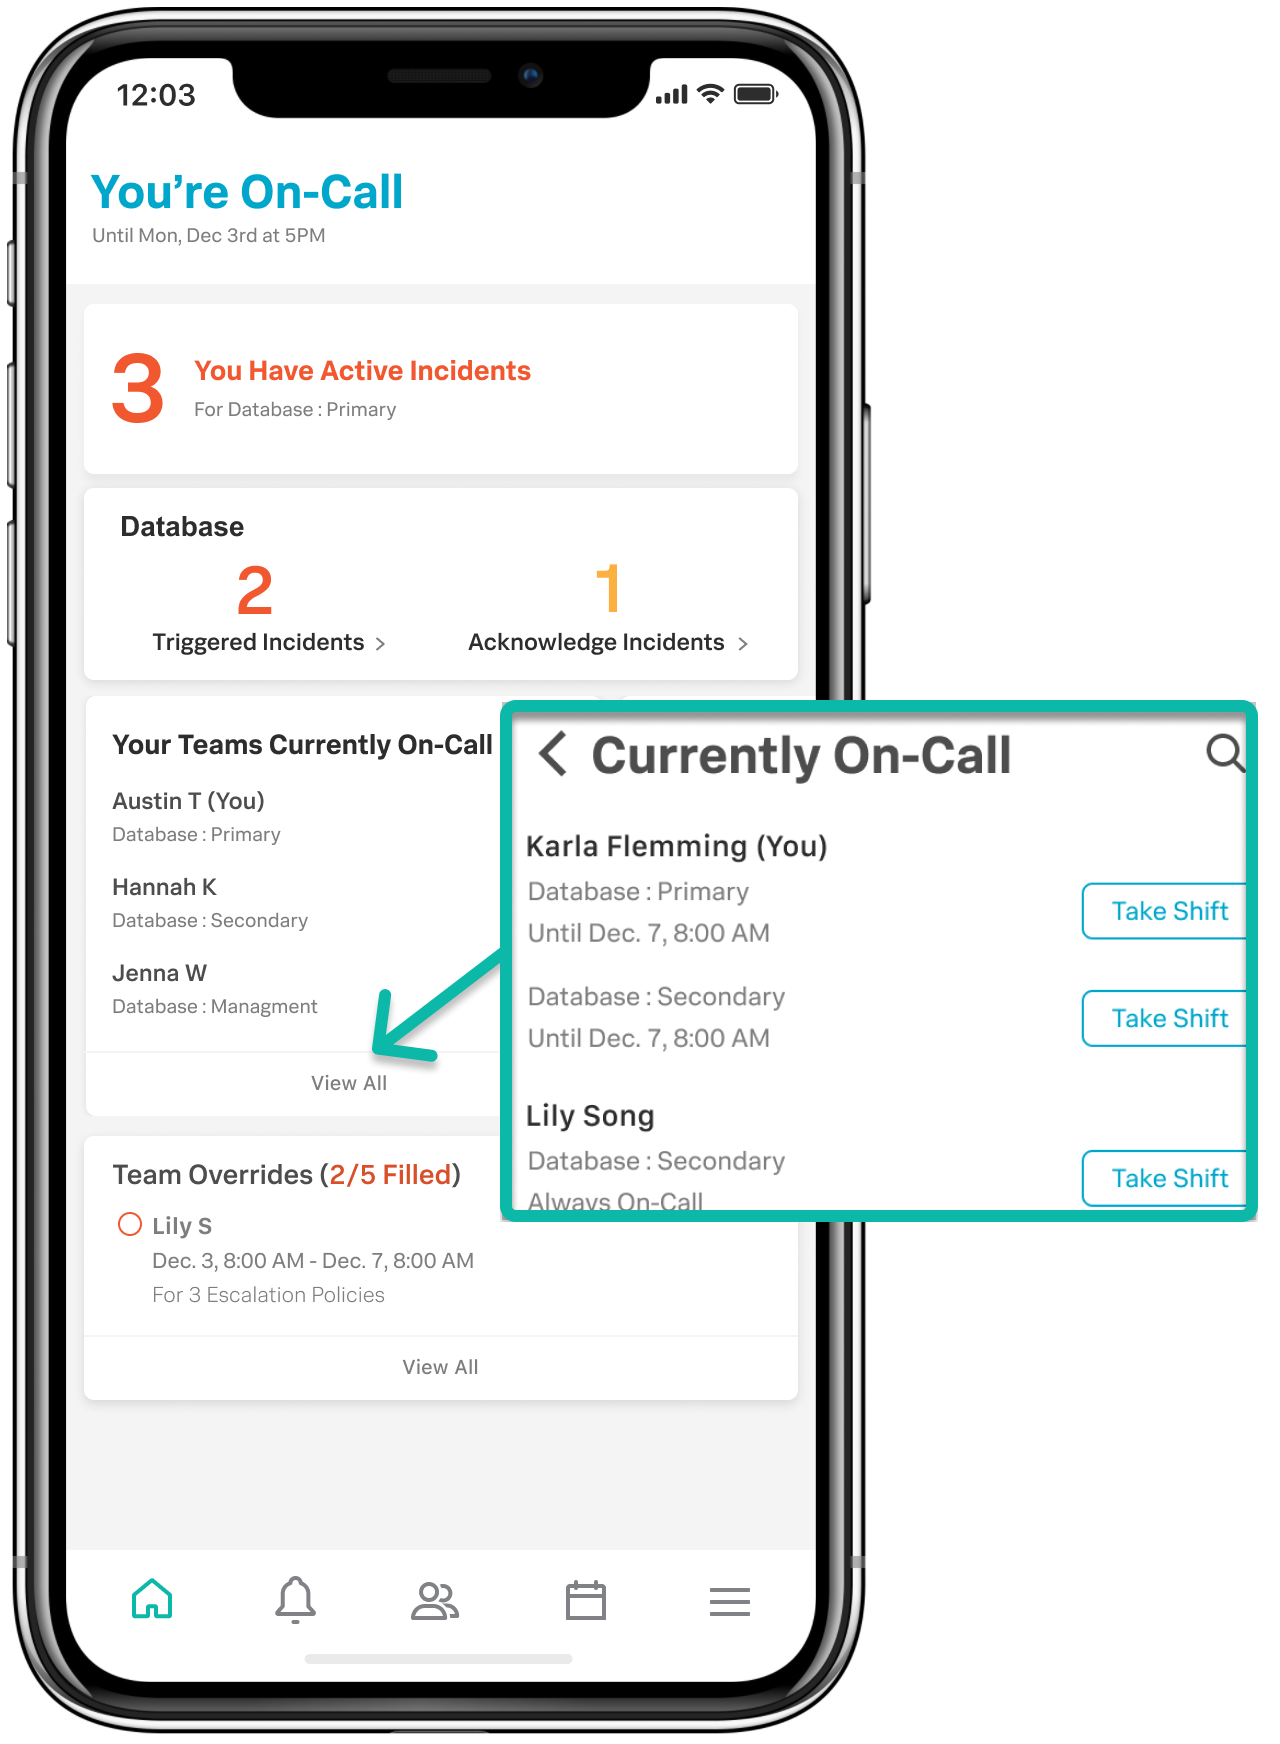 12:03
You're On-Call
Until Mon, Dec 3rd at 5PM
3
You Have Active Incidents
For Database : Primary
Database
2
Triggered Incidents >
1
Acknowledge Incidents >
Your Teams Currently On-Call
Austin T (You)
Database : Primary
Hannah K
Database : Secondary
Jenna W
Database : Managment
View All
Currently On-Call
Karla Flemming (You)
Database : Primary
Until Dec. 7, 8:00 AM
Take Shift
Database : Secondary
Until Dec. 7, 8:00 AM
Take Shift
Lily Song
Database : Secondary
Always On-Call
Take Shift
Team Overrides (2/5 Filled)
Lily S
Dec. 3, 8:00 AM - Dec. 7, 8:00 AM
For 3 Escalation Policies
View All